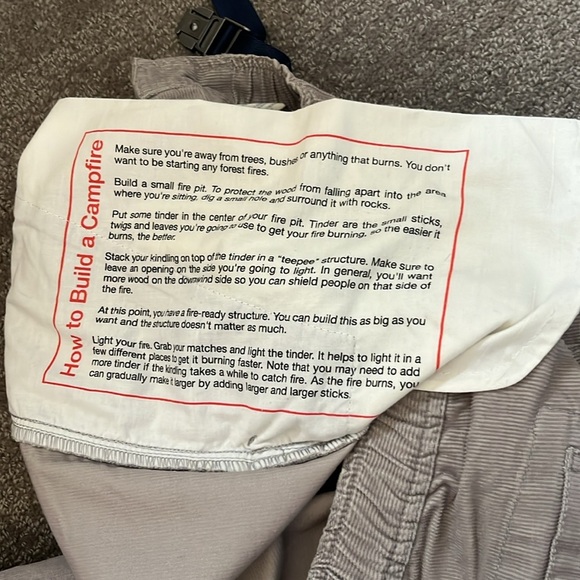 How to Build a Campfire
Make sure you're away from trees, bushes or anything that burns. You don't
want to be starting any forest fires.
Build a small fire pit. To protect the wood from falling apart into the area
where you're sitting, dig a small hole and surround it with rocks.
Put some tinder in the center of your fire pit. Tinder are the small sticks,
twigs and leaves you're going to use to get your fire burning. so the easier it
burns, the better.
Stack your kindling on top of the tinder in a "teepee" structure. Make sure to
leave an opening on the side you're going to light. In general, you'll want
more wood on the downwind side so you can shield people on that side of
the fire.
At this point, you have a fire-ready structure. You can build this as big as you
want and the structure doesn't matter as much.
Light your fire. Grab your matches and light the tinder. It helps to light it in a
few different places to get it burning faster. Note that you may need to add
more tinder if the kinding takes a while to catch fire. As the fire burns, you
can gradually make it larger by adding larger and larger sticks.